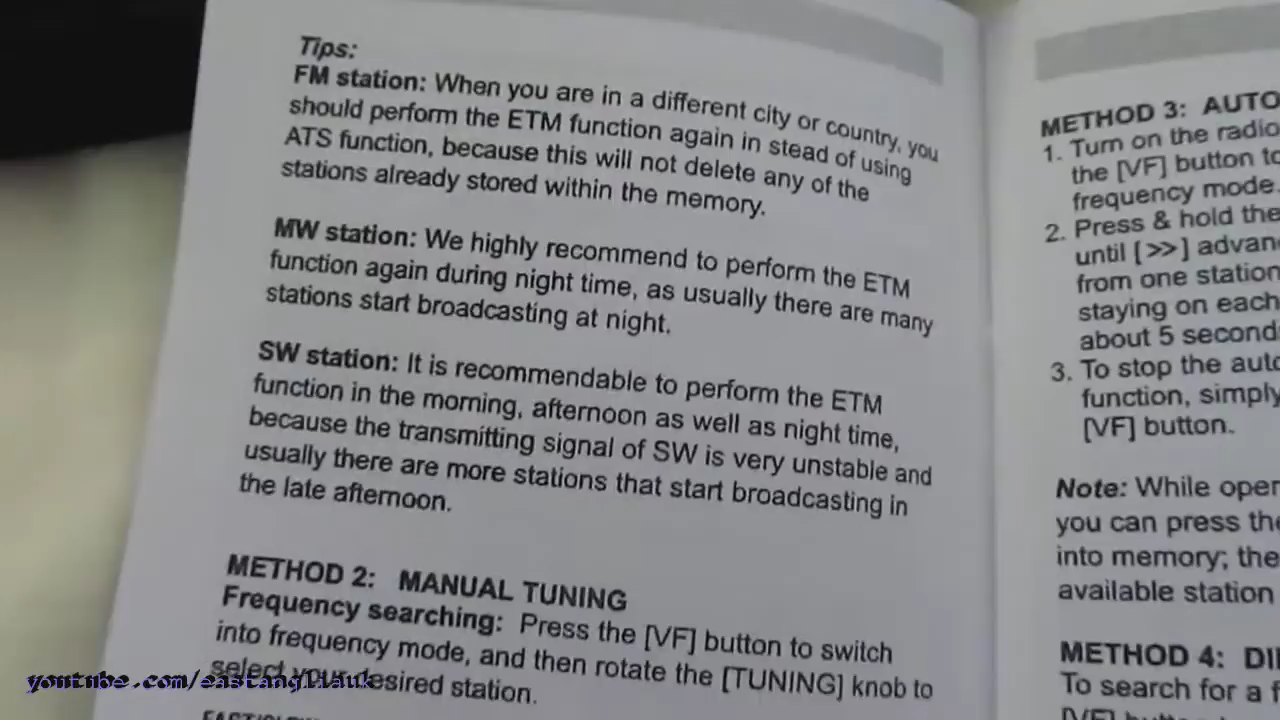 Tips:
FM station: When you are in a different city or country, you
should perform the ETM function again in stead of using
ATS function, because this will not delete any of the
stations already stored within the memory.
MW station: We highly recommend to perform the ETM
function again during night time, as usually there are many
stations start broadcasting at night.
SW station: It is recommendable to perform the ETM
function in the morning, afternoon as well as night time,
because the transmitting signal of SW is very unstable and
usually there are more stations that start broadcasting in
the late afternoon.
METHOD 2: MANUAL TUNING
Frequency searching: Press the [VF] button to switch
into frequency mode, and then rotate the [TUNING] knob to
select your desired station.
METHOD 3: AUTO
1. Turn on the radio
the [VF] button to
frequency mode.
2. Press & hold the
until [>>] advan
from one station
staying on each
about 5 second
3. To stop the auto
function, simply
[VF] button.
Note: While oper
you can press the
into memory; the
available station
METHOD 4: DI
To search for a f
[VF] button
youtube.com/eastangliauk